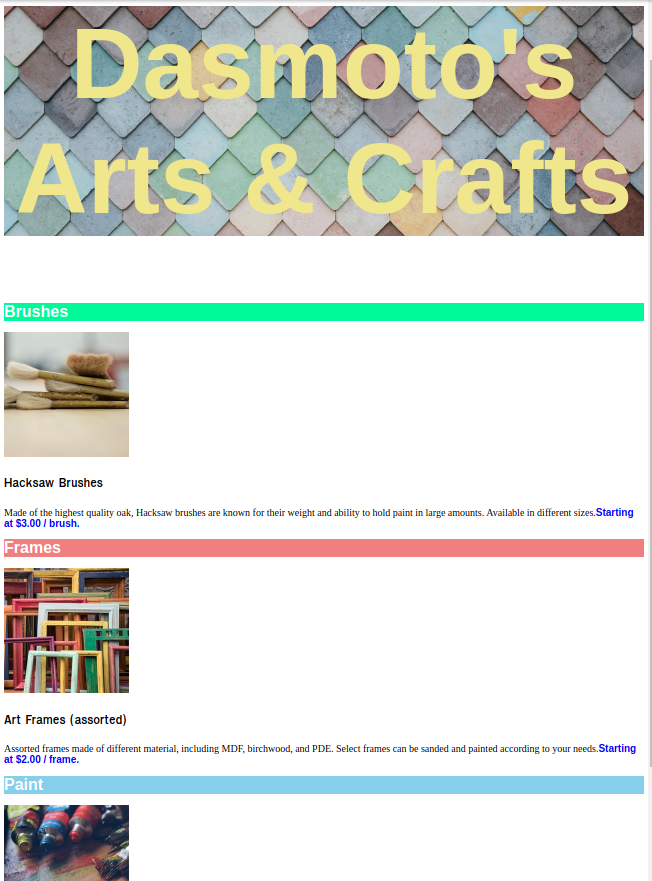 Dasmoto's
Arts & Crafts
Brushes
Hacksaw Brushes
Made of the highest quality oak, Hacksaw brushes are known for their weight and ability to hold paint in large amounts. Available in different sizes.Starting
at $3.00 / brush.
Frames
Art Frames (assorted)
Assorted frames made of different material, including MDF, birchwood, and PDE. Select frames can be sanded and painted according to your needs.Starting
at $2.00 / frame.
Paint